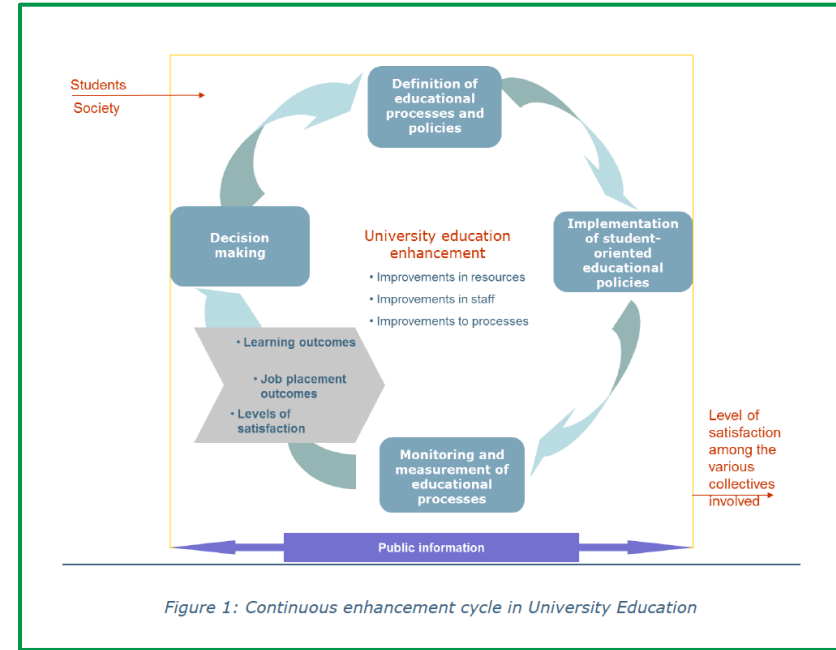 Students
Society
Definition of
educational
processes and
policies
Decision
making
University education
enhancement
• Improvements in resources
• Improvements in staff
• Improvements to processes
Implementation
of student-
oriented
educational
policies
• Learning outcomes
• Job placement
outcomes
• Levels of
satisfaction
Monitoring and
measurement of
educational
processes
Level of
satisfaction
among the
various
collectives
involved
Public information
Figure 1: Continuous enhancement cycle in University Education